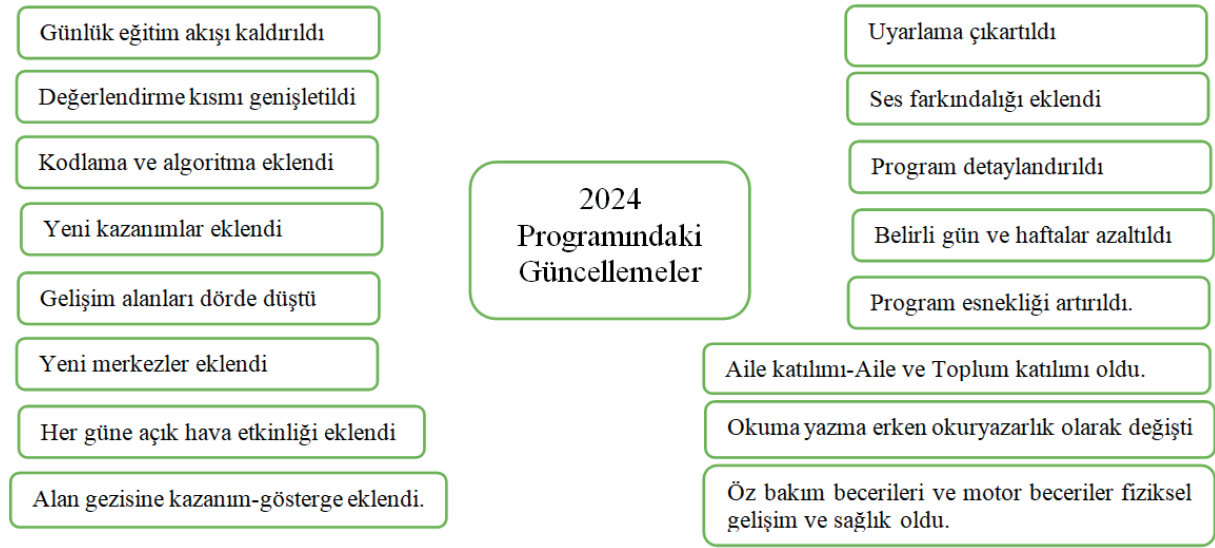 Günlük eğitim akışı kaldırıldı
Değerlendirme kısmı genişletildi
Kodlama ve algoritma eklendi
Yeni kazanımlar eklendi
Gelişim alanları dörde düştü
Yeni merkezler eklendi
Her güne açık hava etkinliği eklendi
Alan gezisine kazanım-gösterge eklendi.
2024
Programındaki
Güncellemeler
Uyarlama çıkartıldı
Ses farkındalığı eklendi
Program detaylandırıldı
Belirli gün ve haftalar azaltıldı
Program esnekliği artırıldı.
Aile katılımı-Aile ve Toplum katılımı oldu.
Okuma yazma erken okuryazarlık olarak değişti
Öz bakım becerileri ve motor beceriler fiziksel
gelişim ve sağlık oldu.